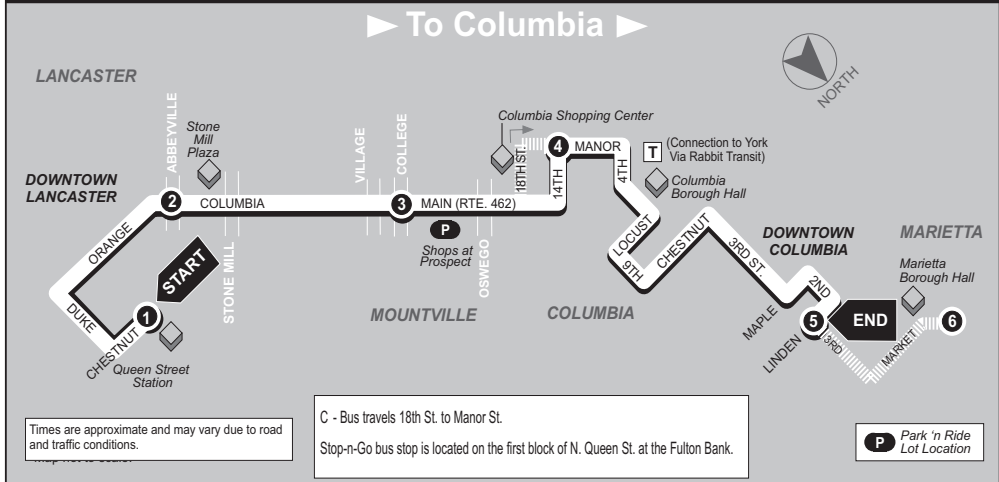 To Columbia
LANCASTER
NORTH
Columbia Shopping Center
ABBEYVILLE
Stone
Mill
Plaza
VILLAGE
COLLEGE
18TH ST.
4
MANOR
T
(Connection to York
Via Rabbit Transit)
14TH
4TH
Columbia
Borough Hall
DOWNTOWN
LANCASTER
2
COLUMBIA
3
MAIN (RTE. 462)
P
Shops at
Prospect
OSWEGO
STONE MILL
ORANGE
START
DUKE
1
CHESTNUT
Queen Street
Station
MOUNTVILLE
COLUMBIA
LOCUST
9TH
CHESTNUT
3RD ST.
DOWNTOWN
COLUMBIA
MARIETTA
Marietta
Borough Hall
2ND
MAPLE
5
END
6
LINDEN
3RD
MARKET
Times are approximate and may vary due to road
and traffic conditions.
C - Bus travels 18th St. to Manor St.
Stop-n-Go bus stop is located on the first block of N. Queen St. at the Fulton Bank.
P
Park 'n Ride
Lot Location